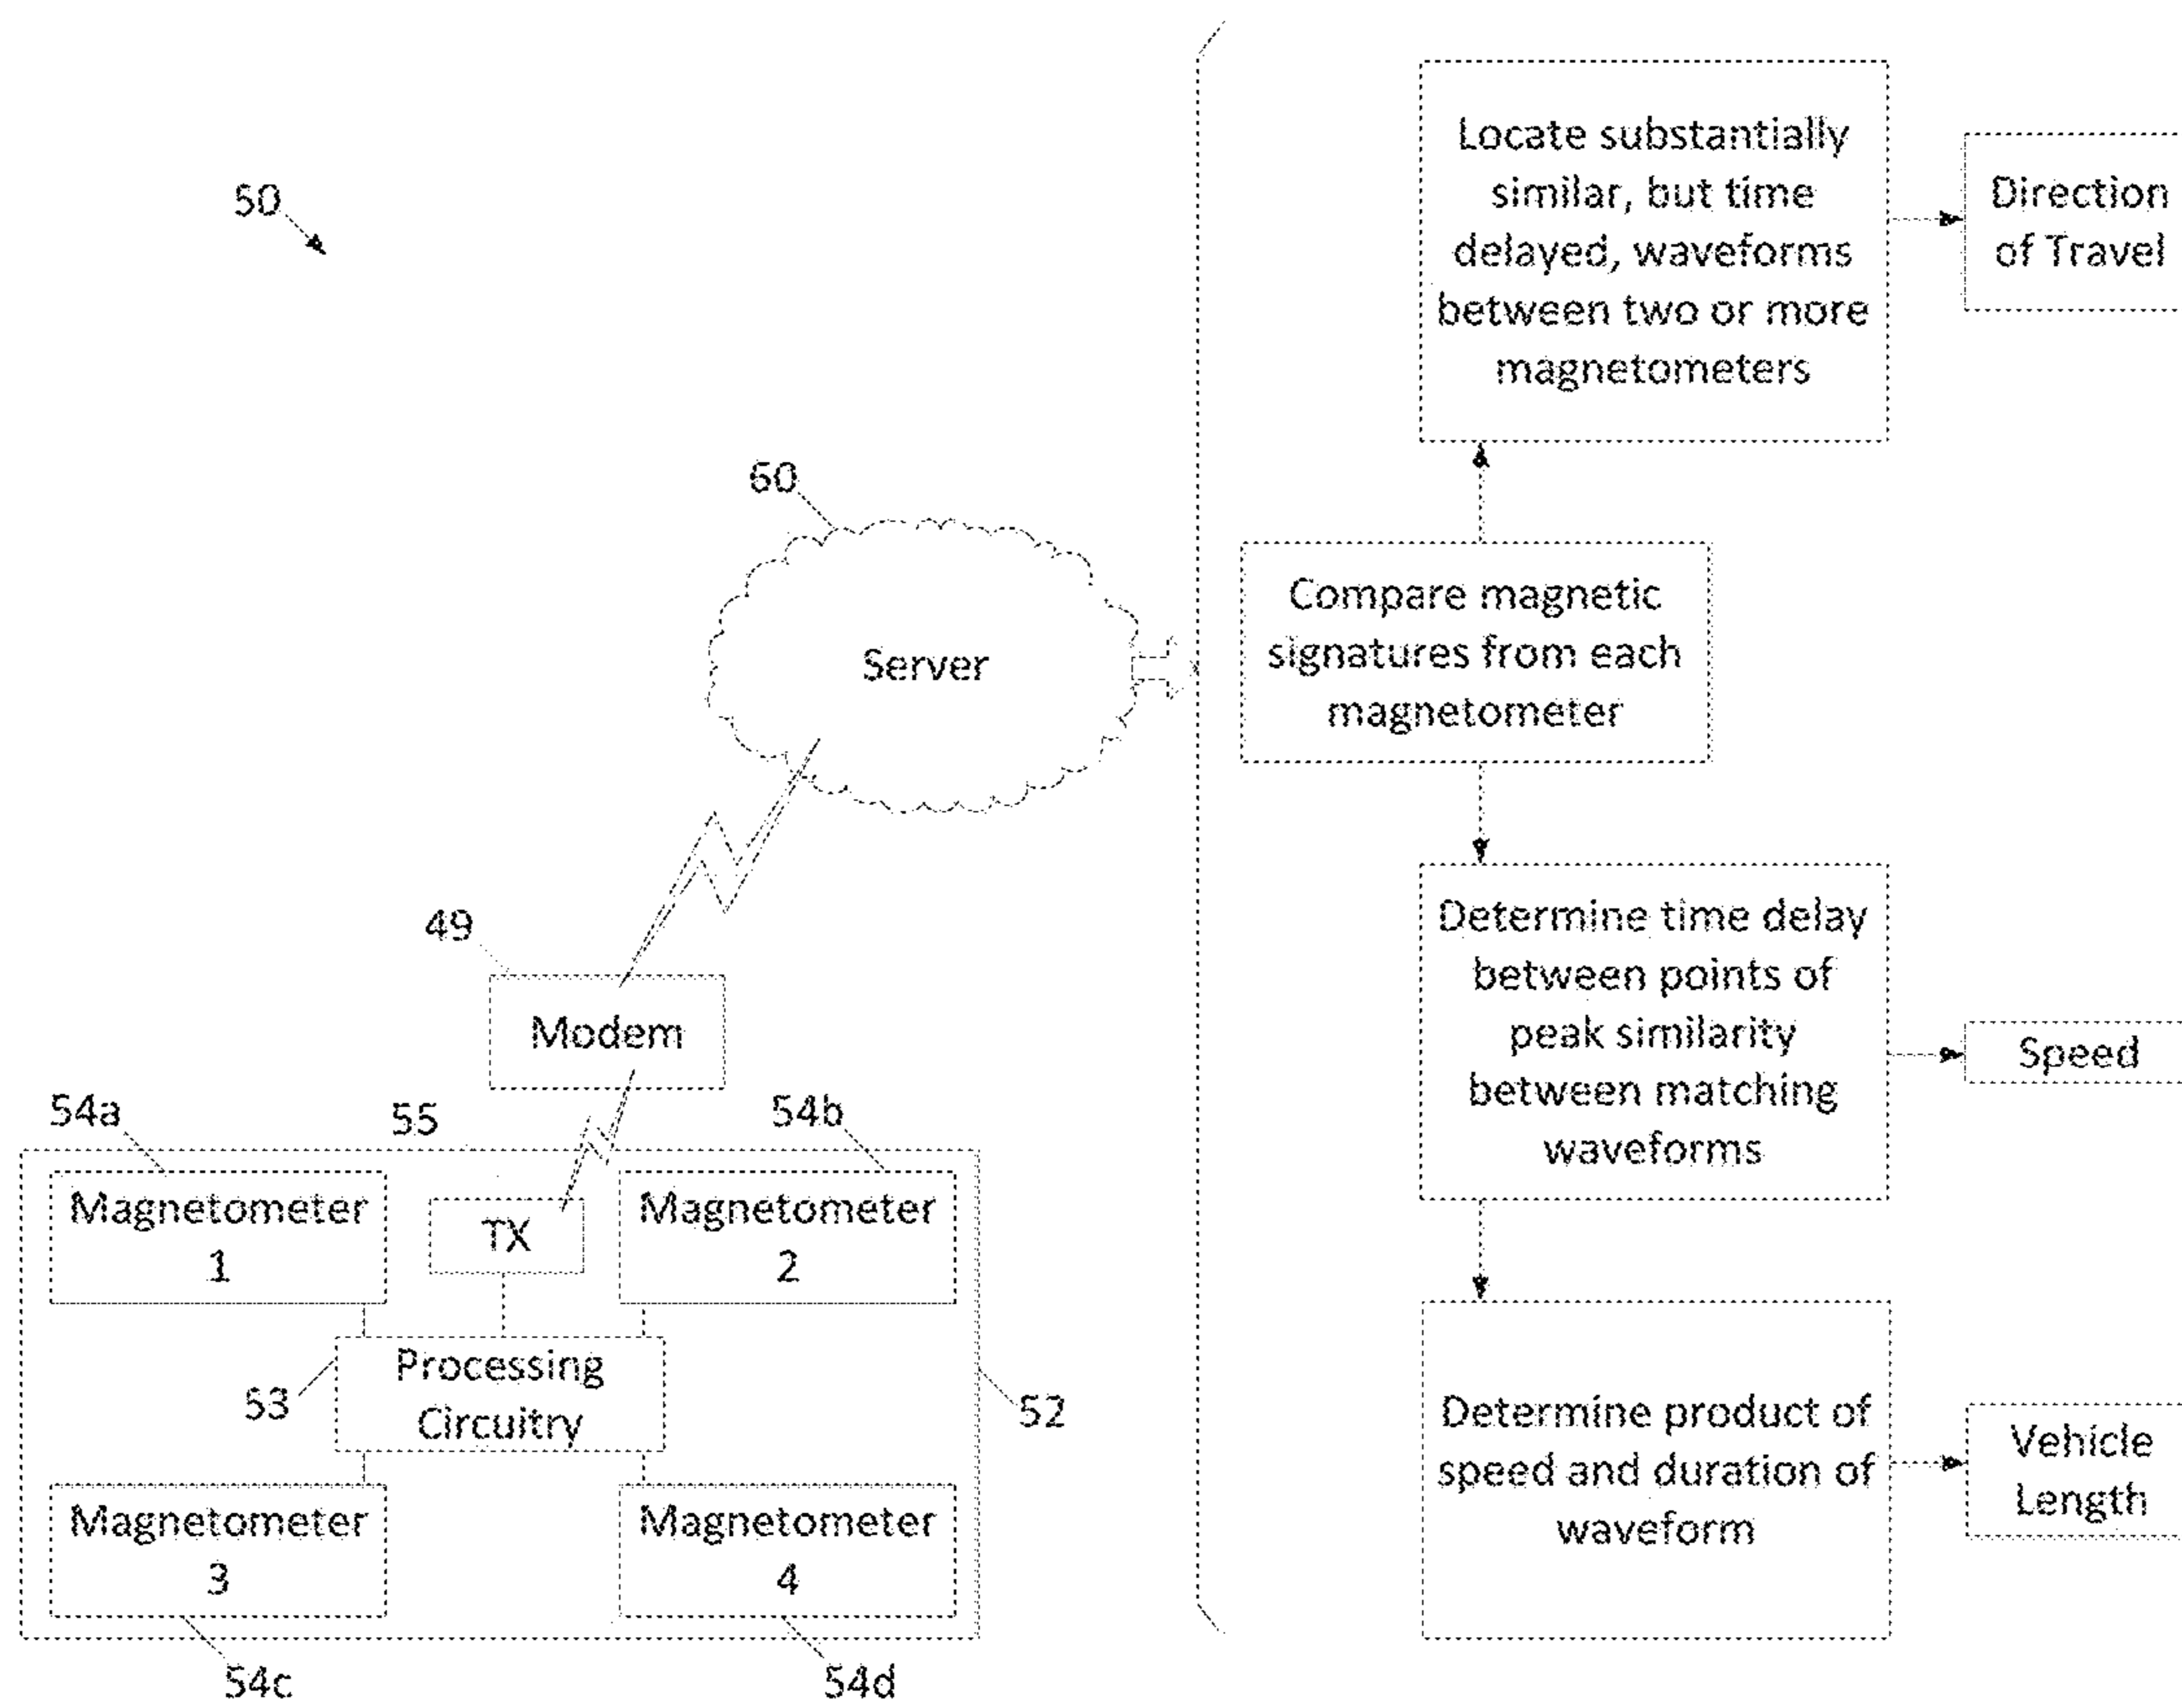 50
60
Server
49
Modem
54a
55
54b
Magnetometer
1
TX
Magnetometer
2
53
Processing
Circuitry
52
Magnetometer
3
Magnetometer
4
54c
54d
Locate substantially
similar, but time
delayed, waveforms
between two or more
magnetometers
Direction
of Travel
Compare magnetic
signatures from each
magnetometer
Determine time delay
between points of
peak similarity
between matching
waveforms
Speed
Determine product of
speed and duration of
waveform
Vehicle
Length